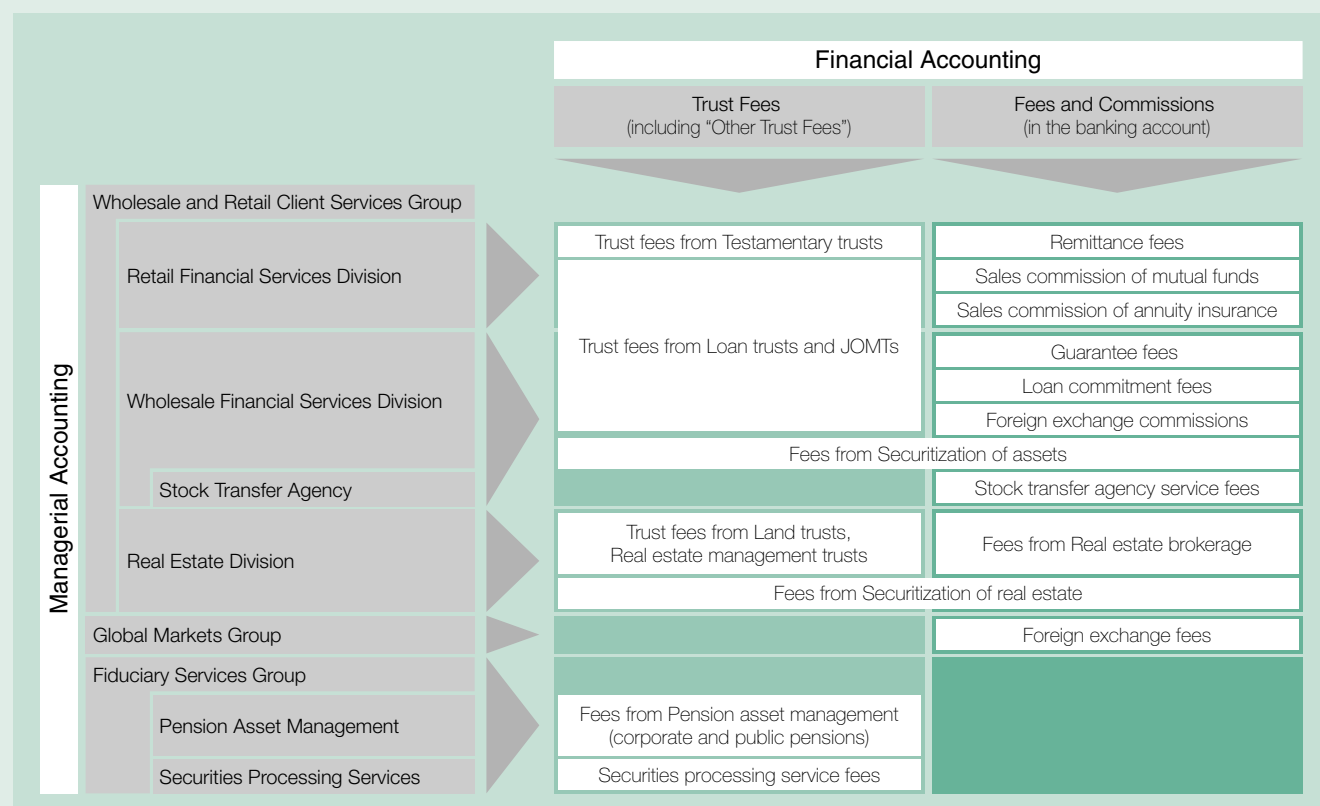 Financial Accounting
Trust Fees
(including “Other Trust Fees”)
Fees and Commissions
(in the banking account)
Managerial Accounting
Wholesale and Retail Client Services Group
Retail Financial Services Division
Trust fees from Testamentary trusts
Remittance fees
Sales commission of mutual funds
Sales commission of annuity insurance
Trust fees from Loan trusts and JOMTs
Wholesale Financial Services Division
Guarantee fees
Loan commitment fees
Foreign exchange commissions
Fees from Securitization of assets
Stock Transfer Agency
Stock transfer agency service fees
Real Estate Division
Trust fees from Land trusts,
Real estate management trusts
Fees from Real estate brokerage
Fees from Securitization of real estate
Global Markets Group
Foreign exchange fees
Fiduciary Services Group
Pension Asset Management
Fees from Pension asset management
(corporate and public pensions)
Securities Processing Services
Securities processing service fees